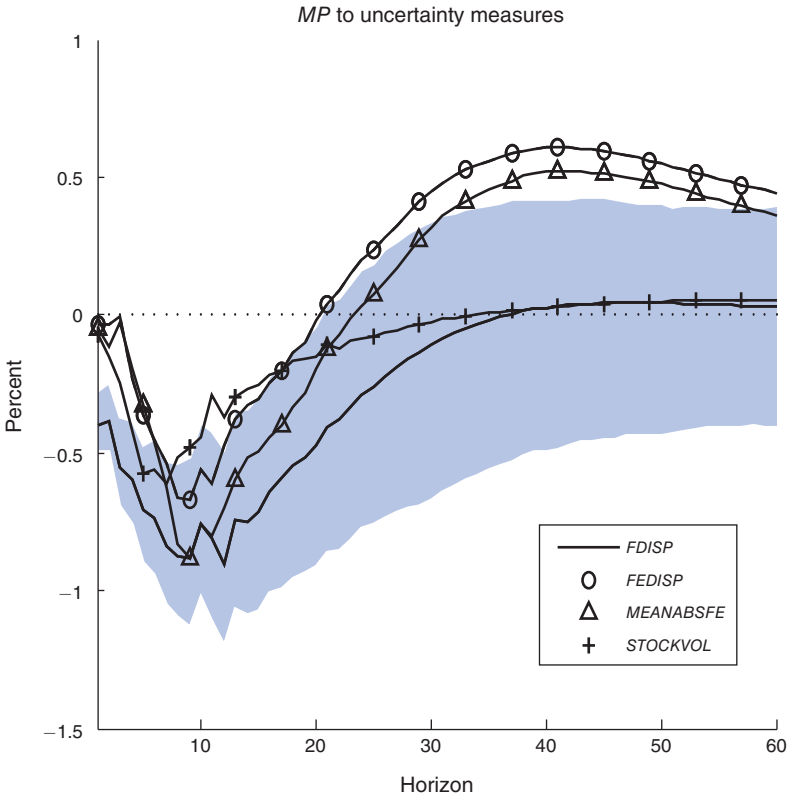 MP to uncertainty measures
1
0.5
0
−0.5
−1
−1.5
Percent
10 20 30 40 50 60
Horizon
FDISP
FEDISP
MEANABSFE
STOCKVOL